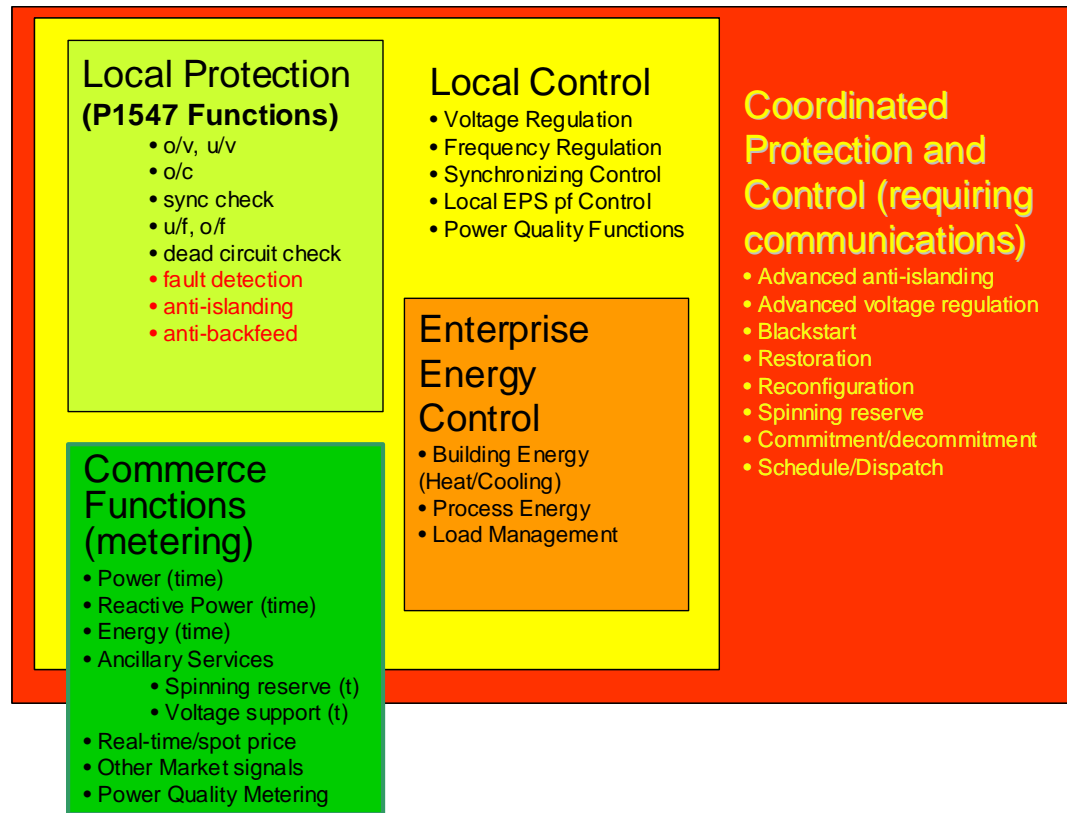 Local Protection
(P1547 Functions)
• o/v, u/v
• o/c
• sync check
• u/f, o/f
• dead circuit check
• fault detection
• anti-islanding
• anti-backfeed
Local Control
• Voltage Regulation
• Frequency Regulation
• Synchronizing Control
• Local EPS pf Control
• Power Quality Functions
Coordinated
Protection and
Control (requiring
communications)
• Advanced anti-islanding
• Advanced voltage regulation
• Blackstart
• Restoration
• Reconfiguration
• Spinning reserve
• Commitment/decommitment
• Schedule/Dispatch
Enterprise
Energy
Control
• Building Energy
(Heat/Cooling)
• Process Energy
• Load Management
Commerce
Functions
(metering)
• Power (time)
• Reactive Power (time)
• Energy (time)
• Ancillary Services
• Spinning reserve (t)
• Voltage support (t)
• Real-time/spot price
• Other Market signals
• Power Quality Metering